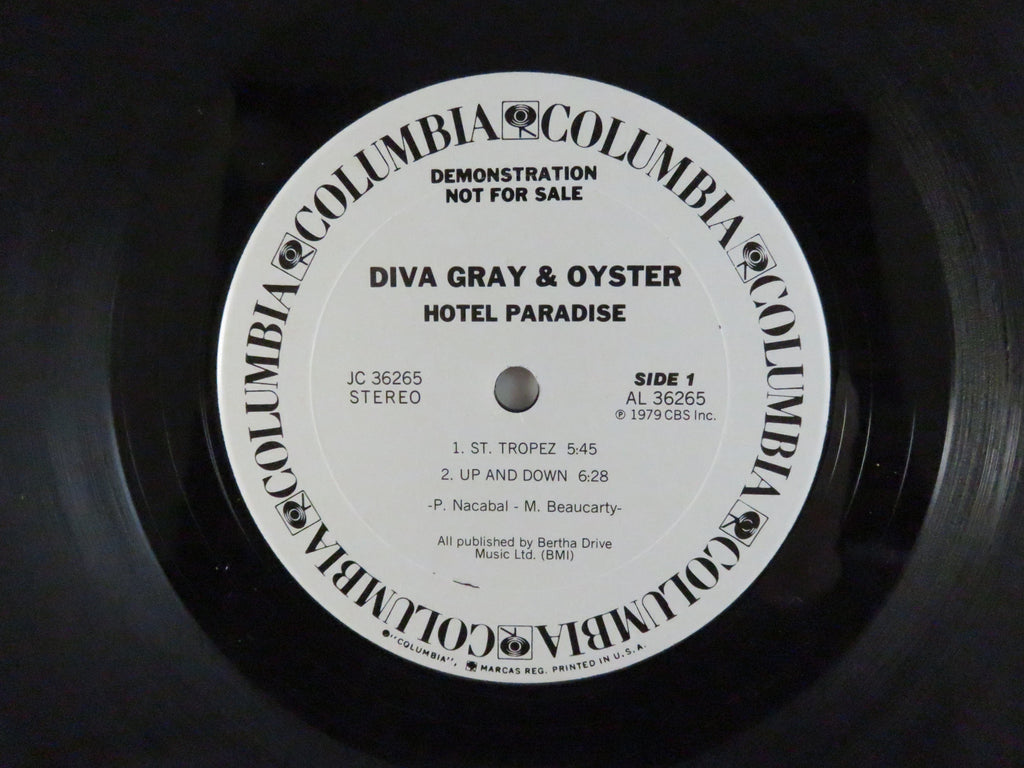 COLUMBIA COLUMBIA COLUMBIA COLUMBIA COLUMBIA COLUMBIA
DEMONSTRATION
NOT FOR SALE
DIVA GRAY & OYSTER
HOTEL PARADISE
JC 36265
STEREO
SIDE 1
AL 36265
℗ 1979 CBS Inc.
1. ST. TROPEZ 5:45
2. UP AND DOWN 6:28
-P. Nacabal - M. Beaucarty-
All published by Bertha Drive
Music Ltd. (BMI)
"COLUMBIA", MARCAS REG. PRINTED IN U.S.A.